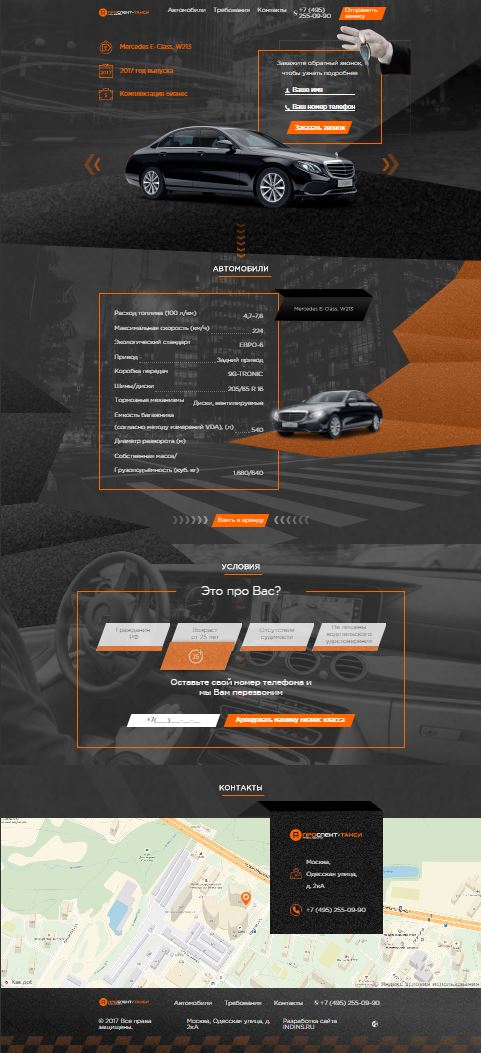 ПРОСПЕКТ-ТАКСИ
Автомобили
Требования
Контакты
+7 (495)
255-09-90
Отправить
заявку
Mercedes E-Class, W213
2017 год выпуска
Комплектация бизнес
Закажите обратный звонок,
чтобы узнать подробнее
Ваше имя
Ваш номер телефон
Заказать звонок
АВТОМОБИЛИ
Mercedes E-Class, W213
Расход топлива (100 л/км)
4,7-7,6
Максимальная скорость (км/ч)
224
Экологический стандарт
ЕВРО-6
Привод
Задний привод
Коробка передач
9G-TRONIC
Шины/диски
205/65 R 16
Тормозные механизмы
Диски, вентилируемые
Емкость багажника
(согласно методу измерений VDA), (л)
540
Диаметр разворота (м)
Собственная масса/
Грузоподъёмность (куб. кг)
1.680/640
Взять в аренду
УСЛОВИЯ
Это про Вас?
Гражданин
РФ
Возраст
от 25 лет
Отсутствие
судимости
Не лишены
водительского
удостоверения
25
Оставьте свой номер телефона и
мы Вам перезвоним
+7(___)___-__-__
Арендовать машину бизнес класса
КОНТАКТЫ
ПРОСПЕКТ-ТАКСИ
Москва,
Одесская улица,
д. 2кА
+7 (495) 255-09-90
Как доб
© Яндекс Условия использования
ПРОСПЕКТ-ТАКСИ
Автомобили
Требования
Контакты
+7 (495) 255-09-90
© 2017 Все права
защищены.
Москва, Одесская улица, д.
2кА
Разработка сайта
INDINS.RU